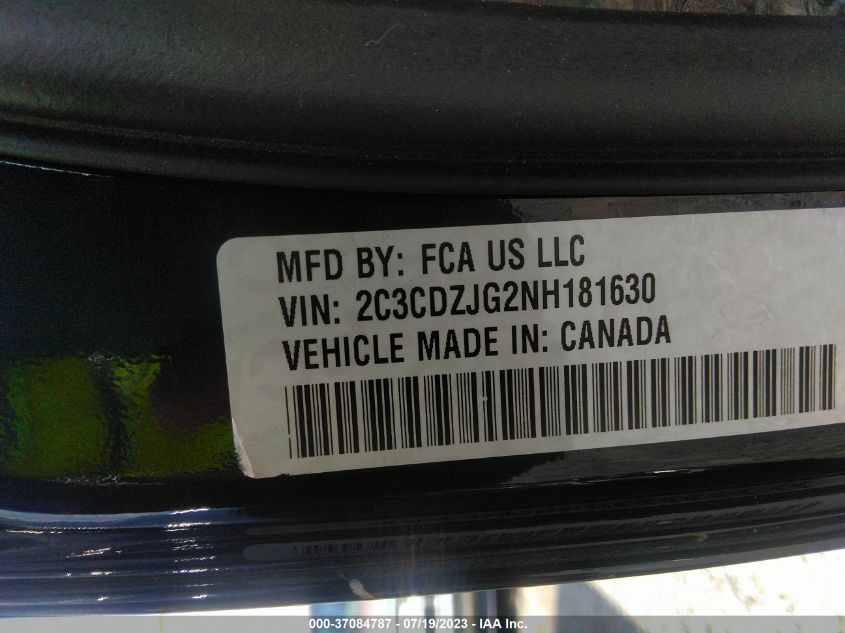 MFD BY: FCA US LLC
VIN: 2C3CDZJG2NH181630
VEHICLE MADE IN: CANADA
000-37084787 - 07/19/2023 - IAA Inc.